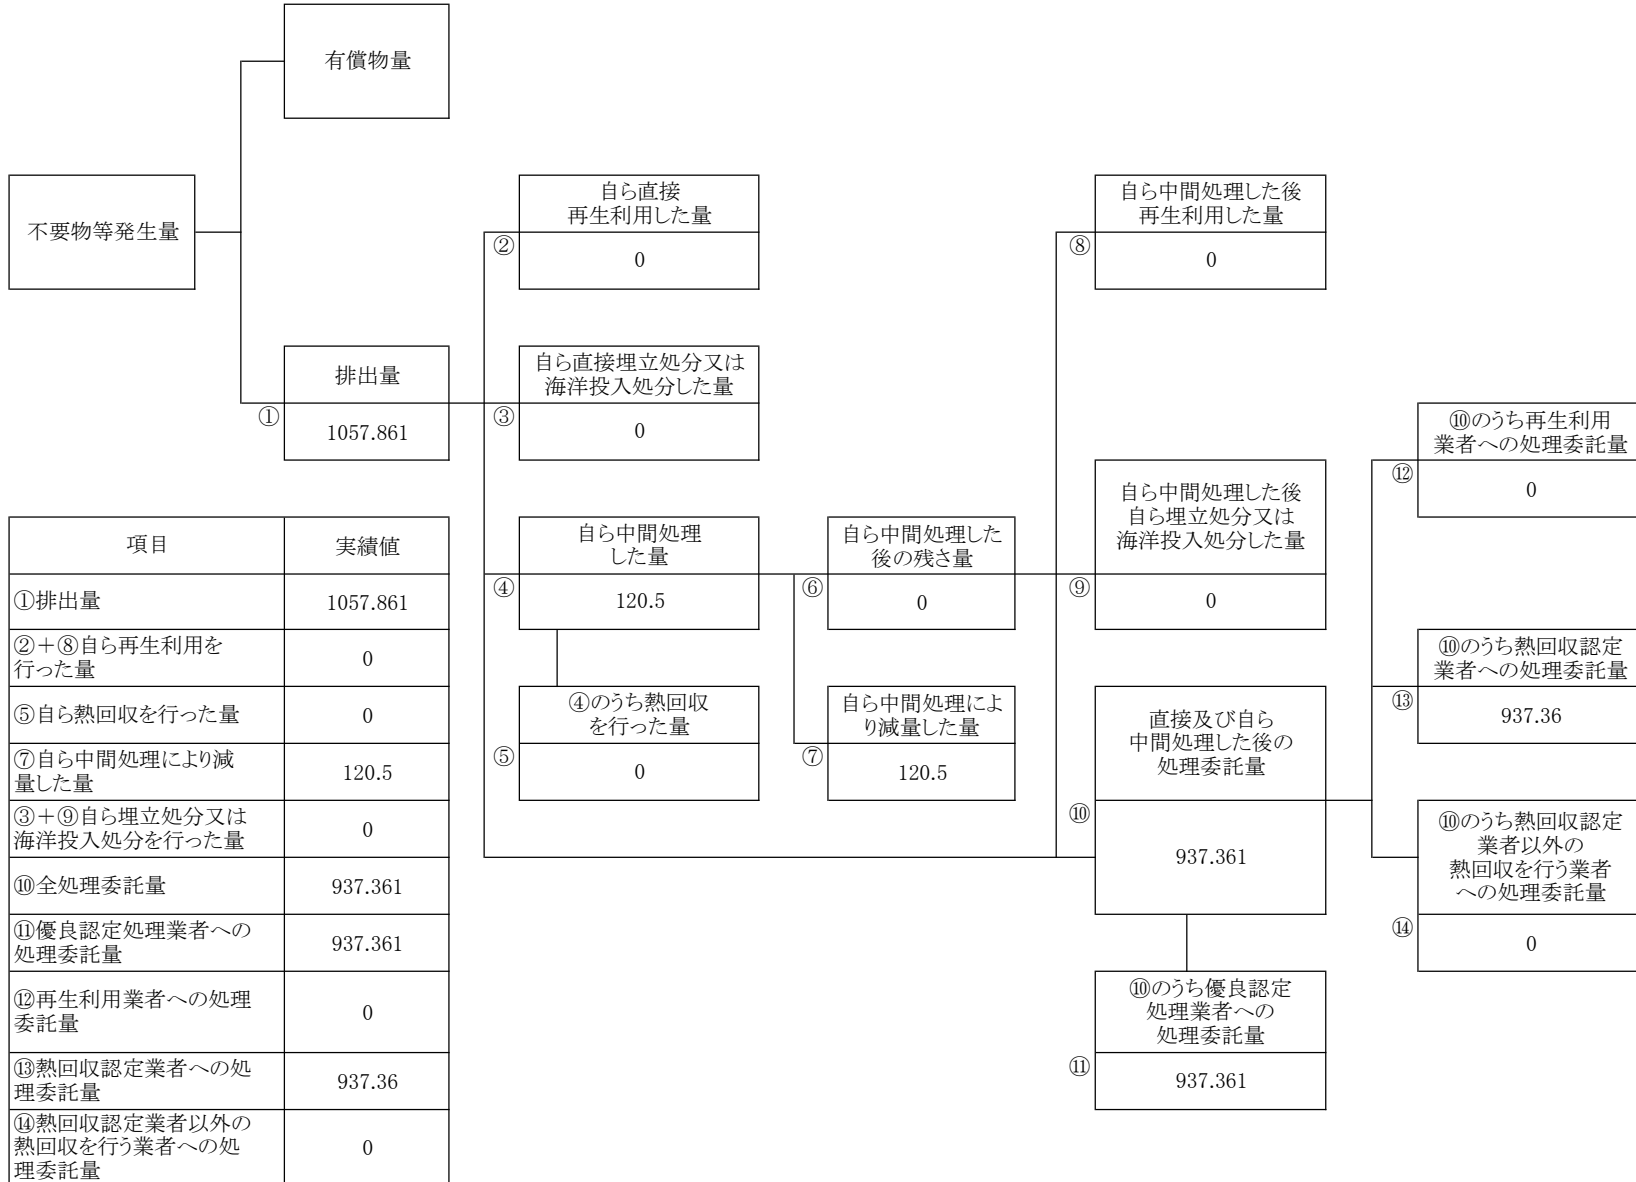 有償物量
不要物等発生量
自ら直接
再生利用した量
②
0
自ら中間処理した後
再生利用した量
⑧
0
排出量
①
1057.861
自ら直接埋立処分又は
海洋投入処分した量
③
0
⑩のうち再生利用
業者への処理委託量
⑫
0
自ら中間処理
した量
④
120.5
自ら中間処理した
後の残さ量
⑥
0
自ら中間処理した後
自ら埋立処分又は
海洋投入処分した量
⑨
0
⑩のうち熱回収認定
業者への処理委託量
⑬
937.36
④のうち熱回収
を行った量
⑤
0
自ら中間処理によ
り減量した量
⑦
120.5
直接及び自ら
中間処理した後の
処理委託量
⑩
937.361
⑩のうち熱回収認定
業者以外の
熱回収を行う業者
への処理委託量
⑭
0
⑩のうち優良認定
処理業者への
処理委託量
⑪
937.361
項目 実績値
①排出量 1057.861
②＋⑧自ら再生利用を
行った量
0
⑤自ら熱回収を行った量 0
⑦自ら中間処理により減
量した量
120.5
③＋⑨自ら埋立処分又は
海洋投入処分を行った量
0
⑩全処理委託量 937.361
⑪優良認定処理業者への
処理委託量
937.361
⑫再生利用業者への処理
委託量
0
⑬熱回収認定業者への処
理委託量
937.36
⑭熱回収認定業者以外の
熱回収を行う業者への処
理委託量
0